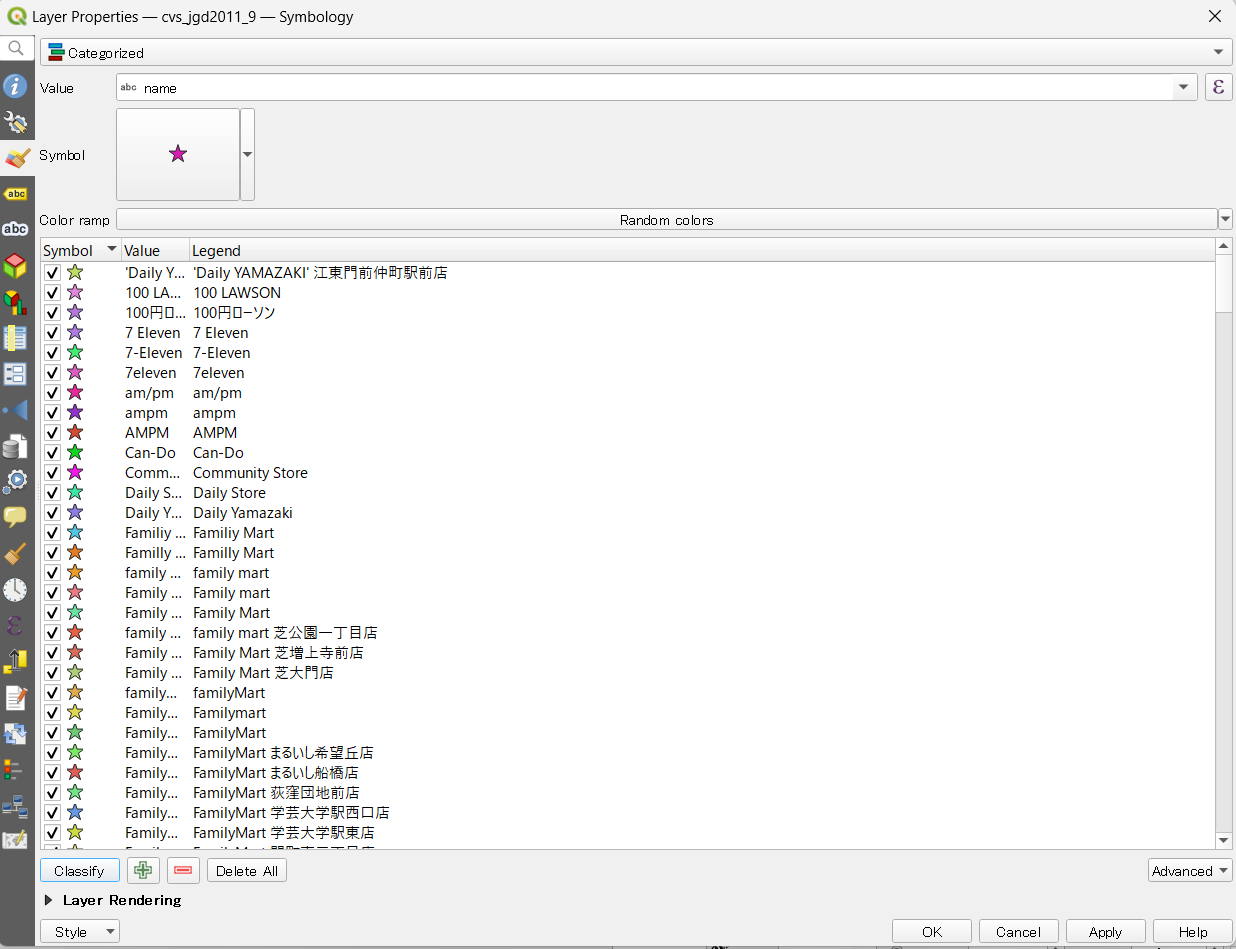 Layer Properties — cvs_jgd2011_9 — Symbology
Categorized
Value
abc name
ε
Symbol
abc
abc
Color ramp
Random colors
Symbol Value Legend
'Daily Y... 'Daily YAMAZAKI' 江東門前仲町駅前店
100 LA... 100 LAWSON
100円ロ... 100円ローソン
7 Eleven 7 Eleven
7-Eleven 7-Eleven
7eleven 7eleven
am/pm am/pm
ampm ampm
AMPM AMPM
Can-Do Can-Do
Comm... Community Store
Daily S... Daily Store
Daily Y... Daily Yamazaki
Familiy ... Familiy Mart
Familly ... Familly Mart
family ... family mart
Family ... Family mart
Family ... Family Mart
family ... family mart 芝公園一丁目店
Family ... Family Mart 芝増上寺前店
Family ... Family Mart 芝大門店
family... familyMart
Family... Familymart
Family... FamilyMart
Family... FamilyMart まるいし希望丘店
Family... FamilyMart まるいし船橋店
Family... FamilyMart 荻窪団地前店
Family... FamilyMart 学芸大学駅西口店
Family... FamilyMart 学芸大学駅東店
Classify
Delete All
Advanced
Layer Rendering
Style
OK
Cancel
Apply
Help